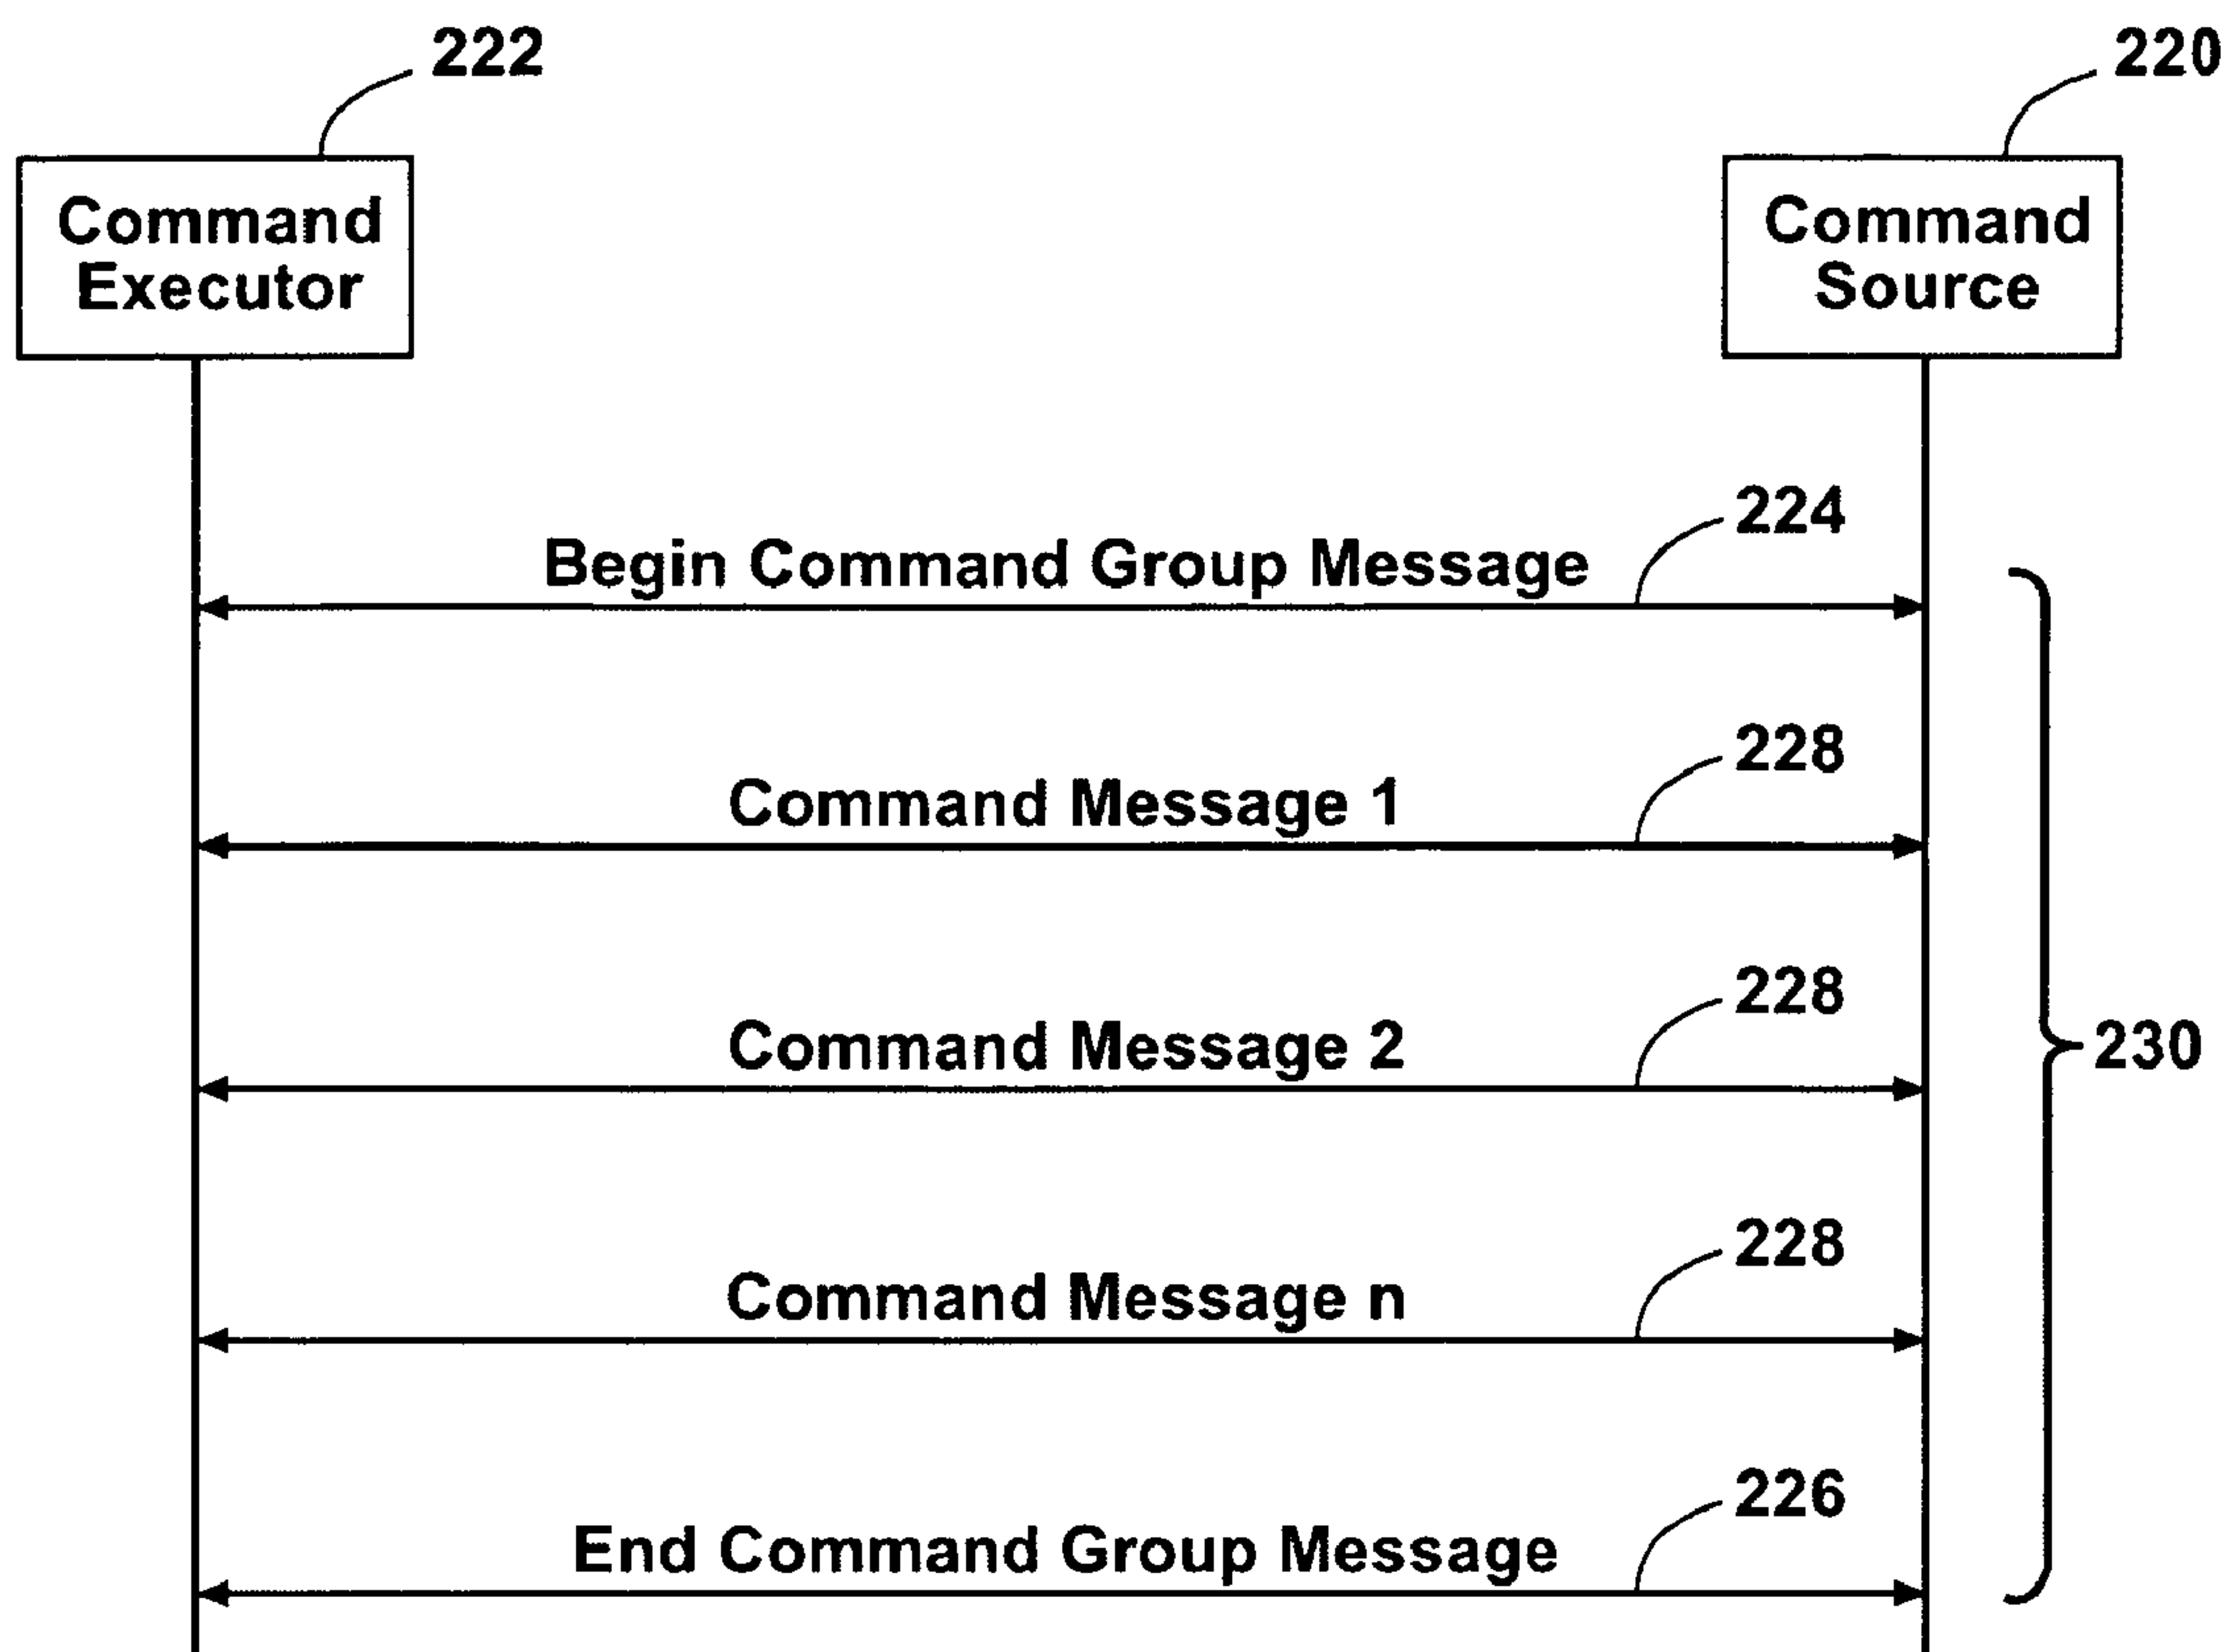 222
220
Command
Executor
Command
Source
224
Begin Command Group Message
228
Command Message 1
228
Command Message 2
230
228
Command Message n
226
End Command Group Message